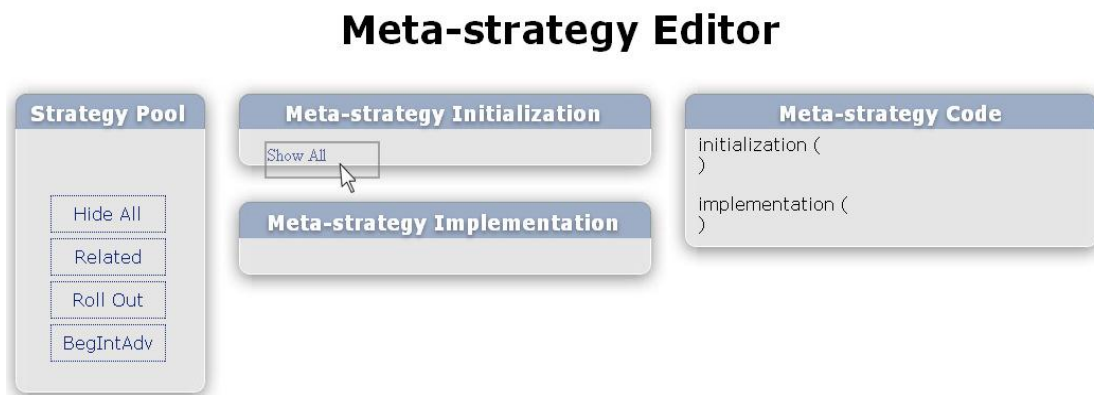 Meta-strategy Editor
Strategy Pool
Hide All
Related
Roll Out
BegIntAdv
Meta-strategy Initialization
Show All
Meta-strategy Implementation
Meta-strategy Code
initialization (
)
implementation (
)